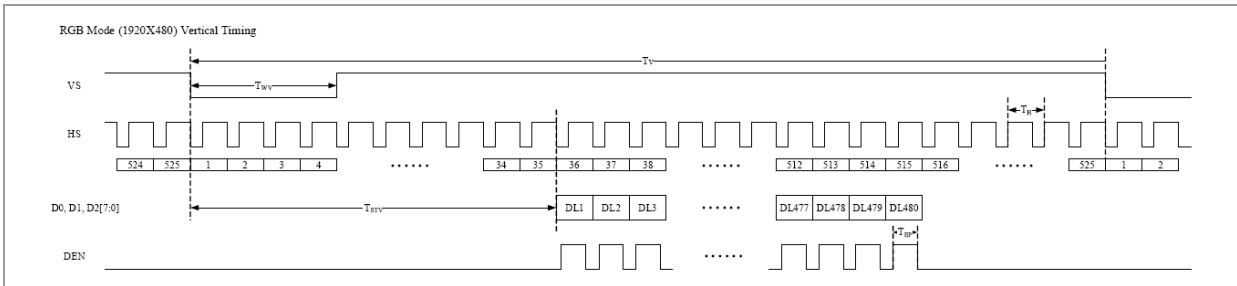 RGB Mode (1920X480) Vertical Timing
TV
VS
TWV
TH
HS
524 525 1 2 3 4 ...... 34 35 36 37 38 ...... 512 513 514 515 516 ...... 525 1 2
D0, D1, D2[7:0] TSTV DL1 DL2 DL3 ...... DL477 DL478 DL479 DL480
TEP
DEN ......